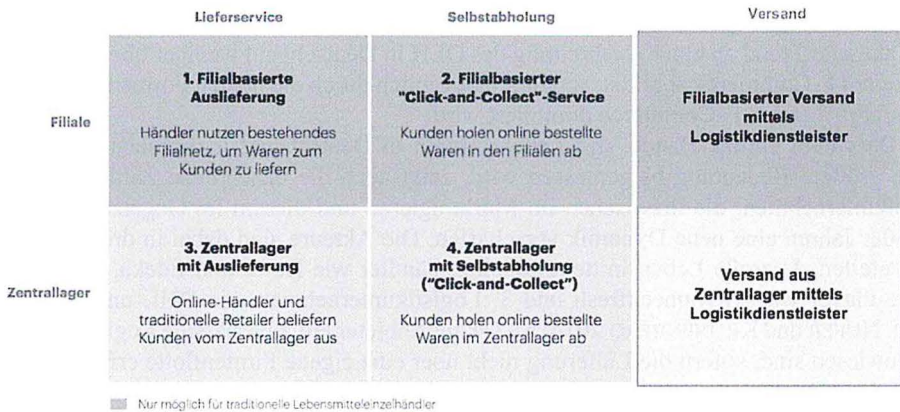 Lieferservice
Selbstabholung
Versand
Filiale
1. Filialbasierte
Auslieferung
Händler nutzen bestehendes
Filialnetz, um Waren zum
Kunden zu liefern
2. Filialbasierter
"Click-and-Collect"-Service
Kunden holen online bestellte
Waren in den Filialen ab
Filialbasierter Versand
mittels
Logistikdienstleister
Zentrallager
3. Zentrallager
mit Auslieferung
Online-Händler und
traditionelle Retailer beliefern
Kunden vom Zentrallager aus
4. Zentrallager
mit Selbstabholung
("Click-and-Collect")
Kunden holen online bestellte
Waren im Zentrallager ab
Versand aus
Zentrallager mittels
Logistikdienstleister
Nur möglich für traditionelle Lebensmitteleinzelhändler